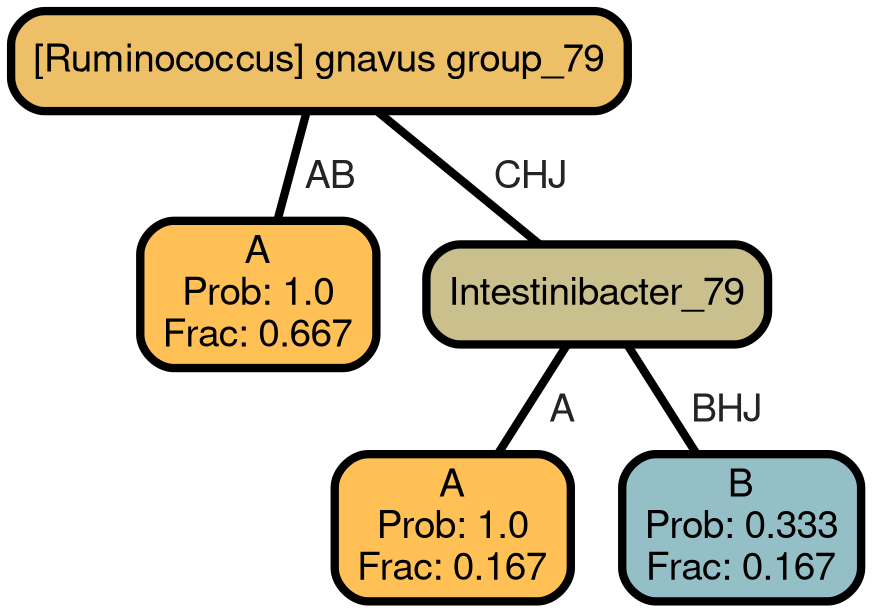 [Ruminococcus] gnavus group_79
AB
CHJ
A
Prob: 1.0
Frac: 0.667
Intestinibacter_79
A
BHJ
A
Prob: 1.0
Frac: 0.167
B
Prob: 0.333
Frac: 0.167